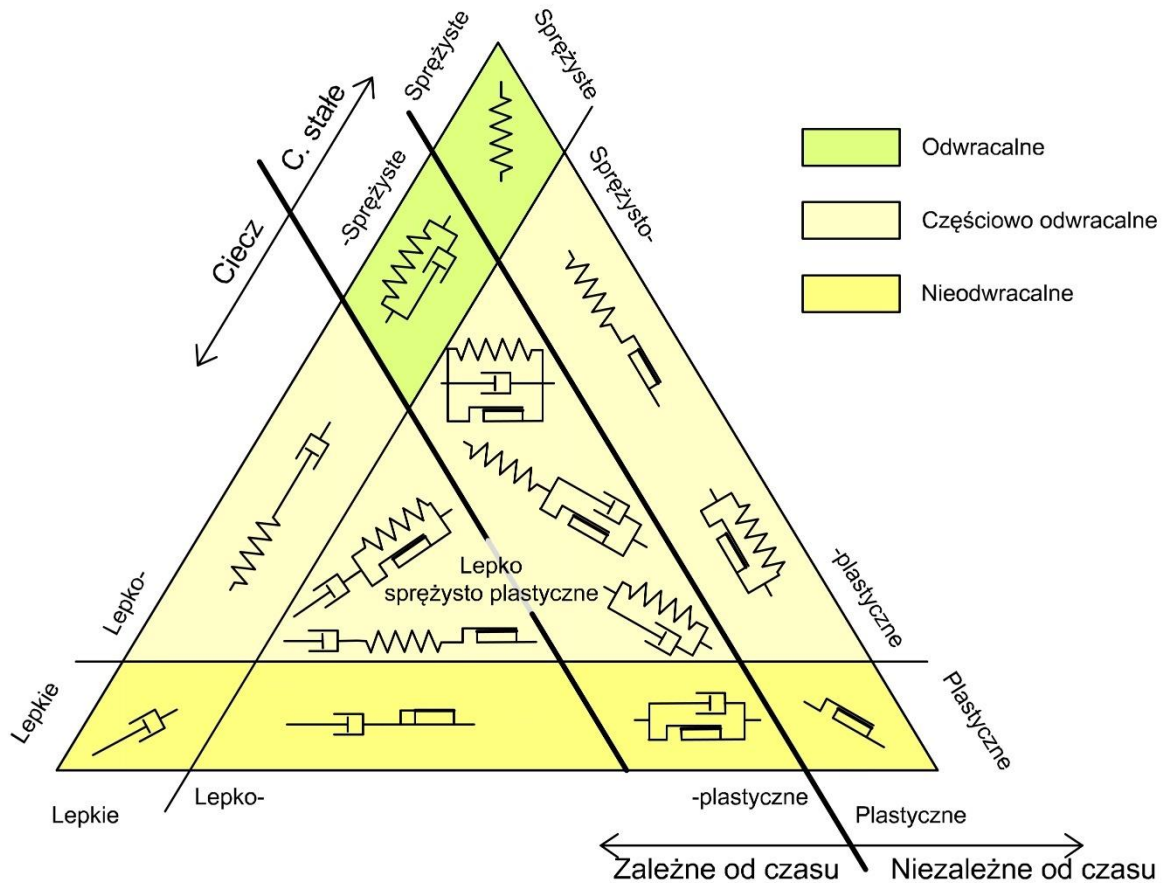 Sprężyste
Sprężyste
C. stałe
Ciecz
-Sprężyste
Sprężysto-
Odwracalne
Częściowo odwracalne
Nieodwracalne
Lepko
sprężysto plastyczne
Lepko-
-plastyczne
Lepkie
Plastyczne
Lepkie
Lepko-
-plastyczne
Plastyczne
Zależne od czasu
Niezależne od czasu